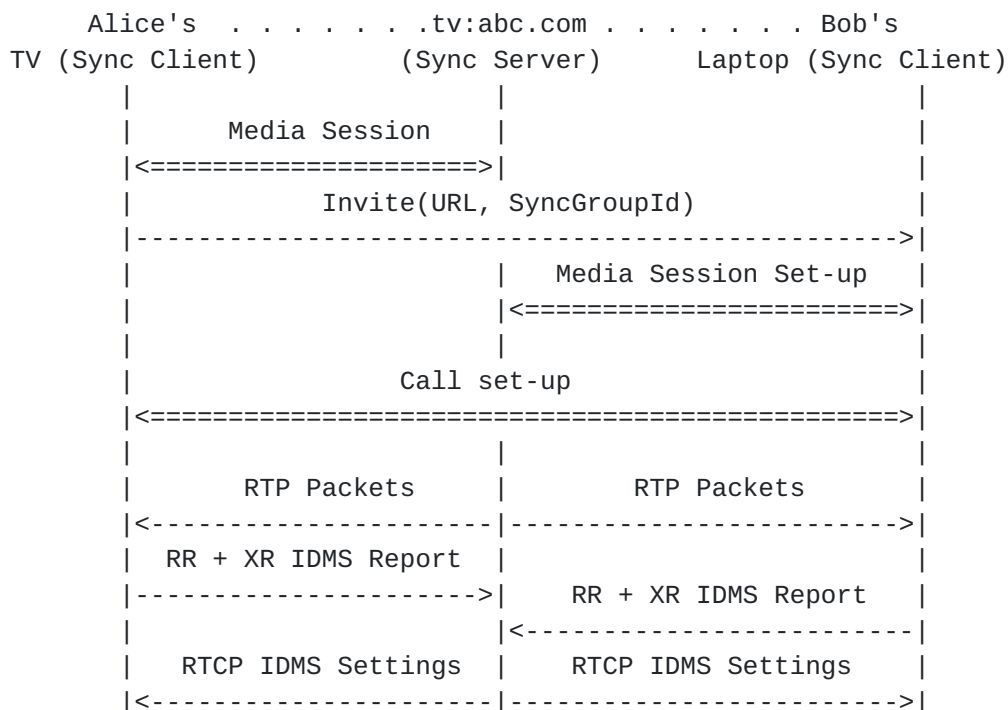 Alice's . . . . . . .tv:abc.com . . . . . . . Bob's
TV (Sync Client) (Sync Server) Laptop (Sync Client)
Media Session
Invite(URL, SyncGroupId)
Media Session Set-up
Call set-up
RTP Packets RTP Packets
RR + XR IDMS Report
RR + XR IDMS Report
RTCP IDMS Settings RTCP IDMS Settings